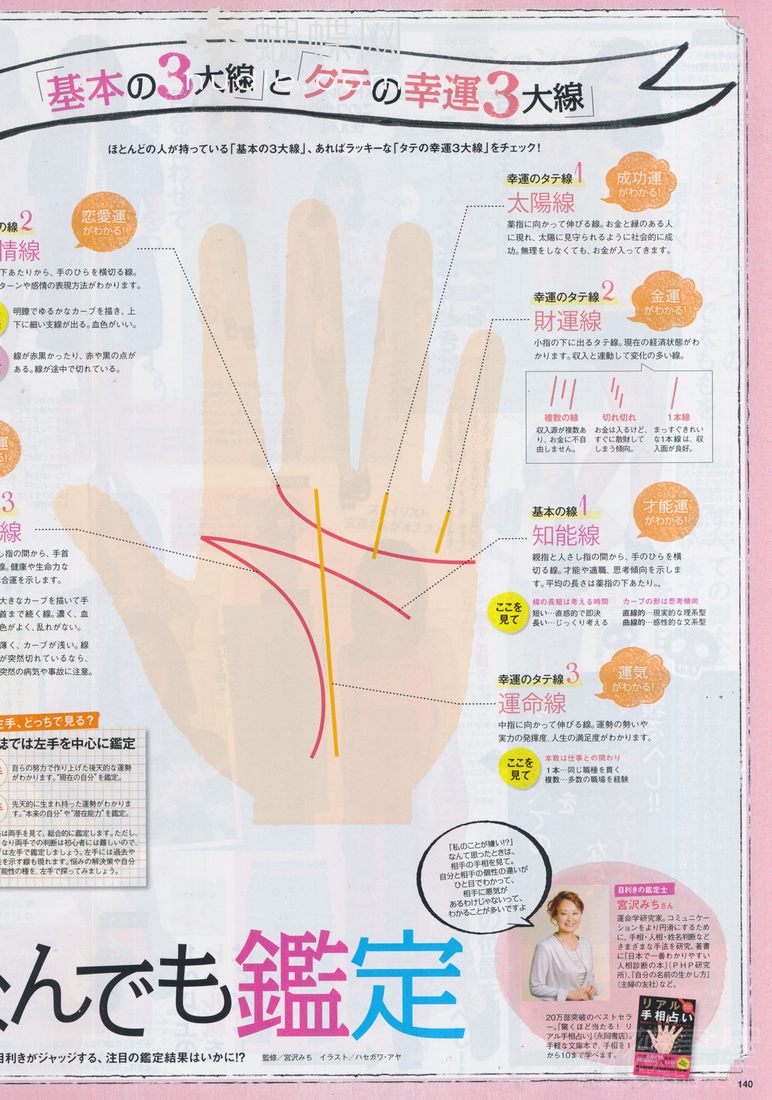 「基本の3大線」と「タテの幸運3大線」
ほとんどの人が持っている「基本の3大線」、あればラッキーな「タテの幸運3大線」をチェック!
恋愛運
がわかる!
の線2
情線
下あたりから、手のひらを横切る線。
ターンや感情の表現方法がわかります。
明瞭でゆるかなカーブを描き、上
下に細い支線が出る。血色がいい。
線が赤黒かったり、赤や黒の点が
ある。線が途中で切れている。
3
線
し指の間から、手首
線。健康や生命力な
合運を示します。
大きなカーブを描いて手
首まで続く線。濃く、血
色がよく、乱れがない。
薄く、カーブが浅い。線
が突然切れているなら、
突然の病気や事故に注意。
左手、どっちで見る?
までは左手を中心に鑑定
自らの努力で作り上げた後天的な運勢
がわかります。"現在の自分"を鑑定。
先天的に生まれ持った運勢がわかりま
す。"本来の自分"や"潜在能力"を鑑定。
は両手を見て、総合的に鑑定します。ただし、
なり両手での判断は初心者には難しいので、
は左手で鑑定しましょう。左手には過去や
を示す線も現れます。悩みの解決策や自分
能性の種を、左手で探ってみましょう。
幸運のタテ線1
太陽線
成功運
がわかる!
薬指に向かって伸びる線。お金と縁のある人
に現れ、太陽に見守られるように社会的に成
功。無理をしなくても、お金が入ってきます。
幸運のタテ線2
財運線
金運
がわかる!
小指の下に出るタテ線。現在の経済状態がわ
かります。収入と連動して変化の多い線。
複数の線
収入源が複数あ
り、お金に不自
由しません。
切れ切れ
お金は入るけど、
すぐに散財して
しまう傾向。
1本線
まっすぐきれい
な1本線は、収
入面が良好。
基本の線1
知能線
才能運
がわかる!
親指と人さし指の間から、手のひらを横
切る線。才能や適職、思考傾向を示しま
す。平均の長さは薬指の下あたり。。
ここを
見て
線の長短は考える時間
短い…直感的で即決
長い…じっくり考える
カーブの形は思考傾向
直線的…現実的な理系型
曲線的…感性的な文系型
幸運のタテ線3
運命線
運気
がわかる!
中指に向かって伸びる線。運勢の勢いや
実力の発揮度、人生の満足度がわかります。
ここを
見て
本数は仕事との関わり
1本…同じ職種を貫く
複数…多数の職場を経験
「私のことが嫌い!?」
なんて思ったときは、
相手の手相を見て。
自分と相手の個性の違いが
ひと目でわかって、
相手に悪気が
あるわけじゃないって、
わかることが多いですよ
目利きの鑑定士
宮沢みちさん
運命学研究家。コミュニケー
ションをより円滑にするため
に、手相・人相・姓名判断など
さまざまな手法を研究。著書
に『日本で一番わかりやすい
人相診断の本』(PHP研究
所)、『自分の名前の生かし方』
(主婦の友社)など。
20万部突破のベストセラ
ー。『驚くほど当たる! リ
アル手相占い』(永岡書店)。
手軽な文庫本で、手相を1
から10まで学べます。
リアル
手相占い
なんでも鑑定
目利きがジャッジする、注目の鑑定結果はいかに!?
監修/宮沢みち イラスト/ハセガワ・アヤ
140